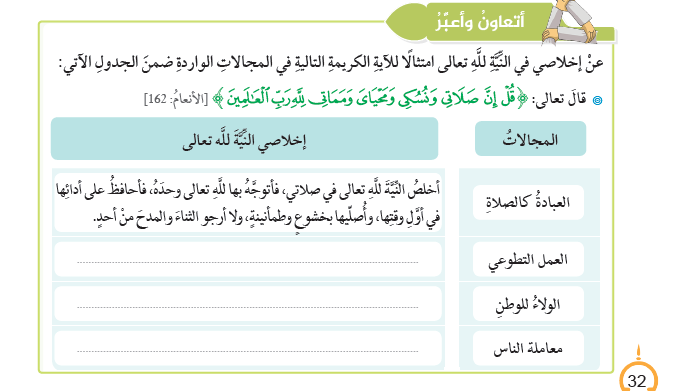 أتعاونُ وأعبّرُ
عنْ إخلاصي في النِّيَّةِ للَّهِ تعالى امتثالًا للآيةِ الكريمةِ التاليةِ في المجالاتِ الواردةِ ضمنَ الجدولِ الآتي:
قالَ تعالى: ﴿قُلۡ إِنَّ صَلَاتِي وَنُسُكِي وَمَحۡيَايَ وَمَمَاتِي لِلَّهِ رَبِّ ٱلۡعَٰلَمِينَ﴾ [الأنعامُ: 162]
المجالاتُ إخلاصي النِّيَّةَ للَّه تعالى
العبادةُ كالصلاةِ أخلصُ النِّيَّةَ للَّهِ تعالى في صلاتي، فأتوجَّهُ بها للَّهِ تعالى وحدَهُ، فأحافظُ على أدائِها
في أوَّلِ وقتِها، وأُصلّيها بخشوعٍ وطمأنينةٍ، ولا أرجو الثناءَ والمدحَ منْ أحدٍ.
العمل التطوعي
الولاءُ للوطنِ
معاملة الناس
32